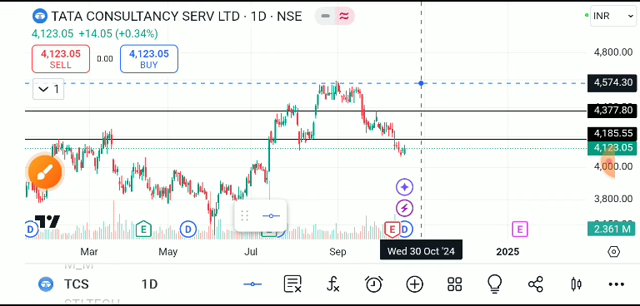 TATA CONSULTANCY SERV LTD · 1D · NSE
INR
4,123.05 +14.05 (+0.34%)
4,123.05
SELL
0.00
4,123.05
BUY
4,800.00
1
4,574.30
4,377.80
4,185.55
4,123.05
4,000.00
3,800.00
D
E
D
E
D
E
2.361 M
Mar
May
Jul
Sep
Wed 30 Oct '24
2025
M_M
TCS
1D